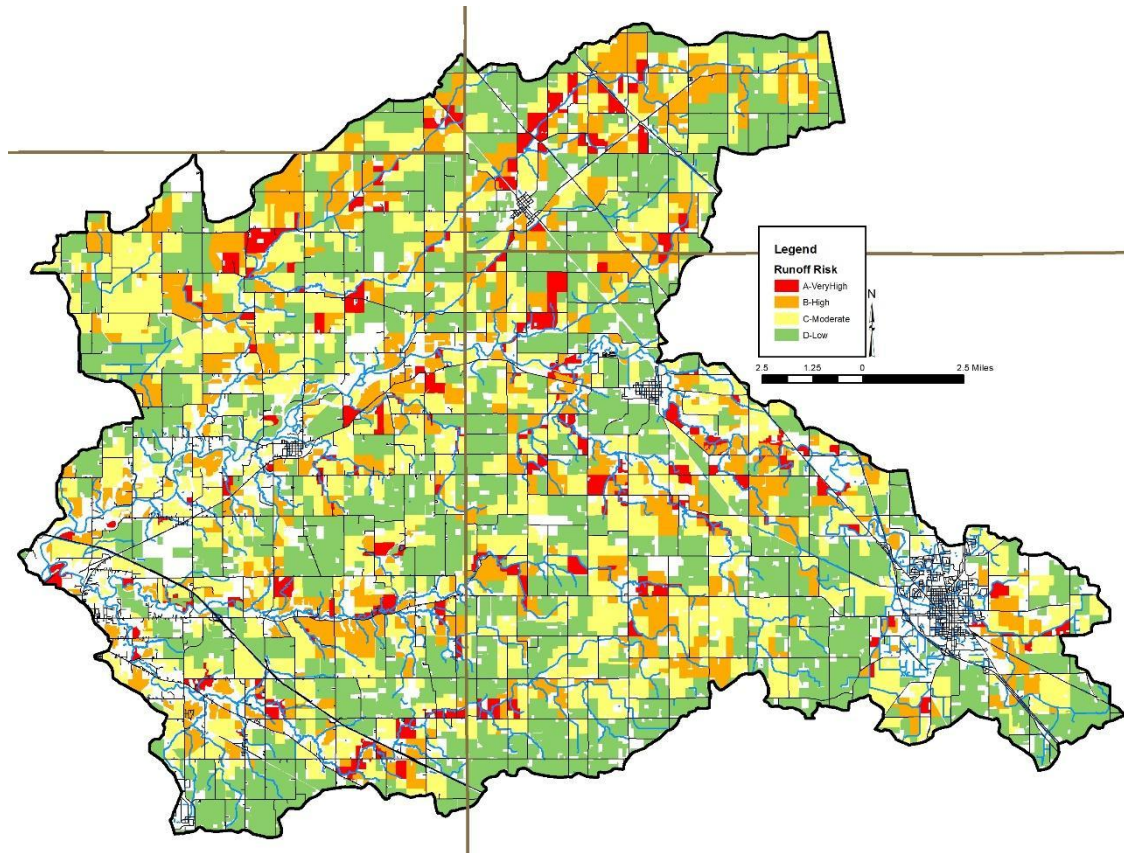 Legend
Runoff Risk
A-VeryHigh
B-High
C-Moderate
D-Low
N
2.5 1.25 0 2.5 Miles